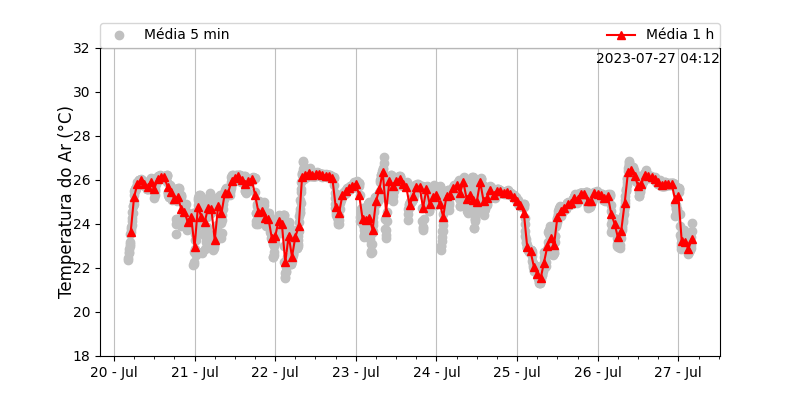 Média 5 min
Média 1 h
2023-07-27 04:12
Temperatura do Ar (°C)
32
30
28
26
24
22
20
18
20 - Jul
21 - Jul
22 - Jul
23 - Jul
24 - Jul
25 - Jul
26 - Jul
27 - Jul